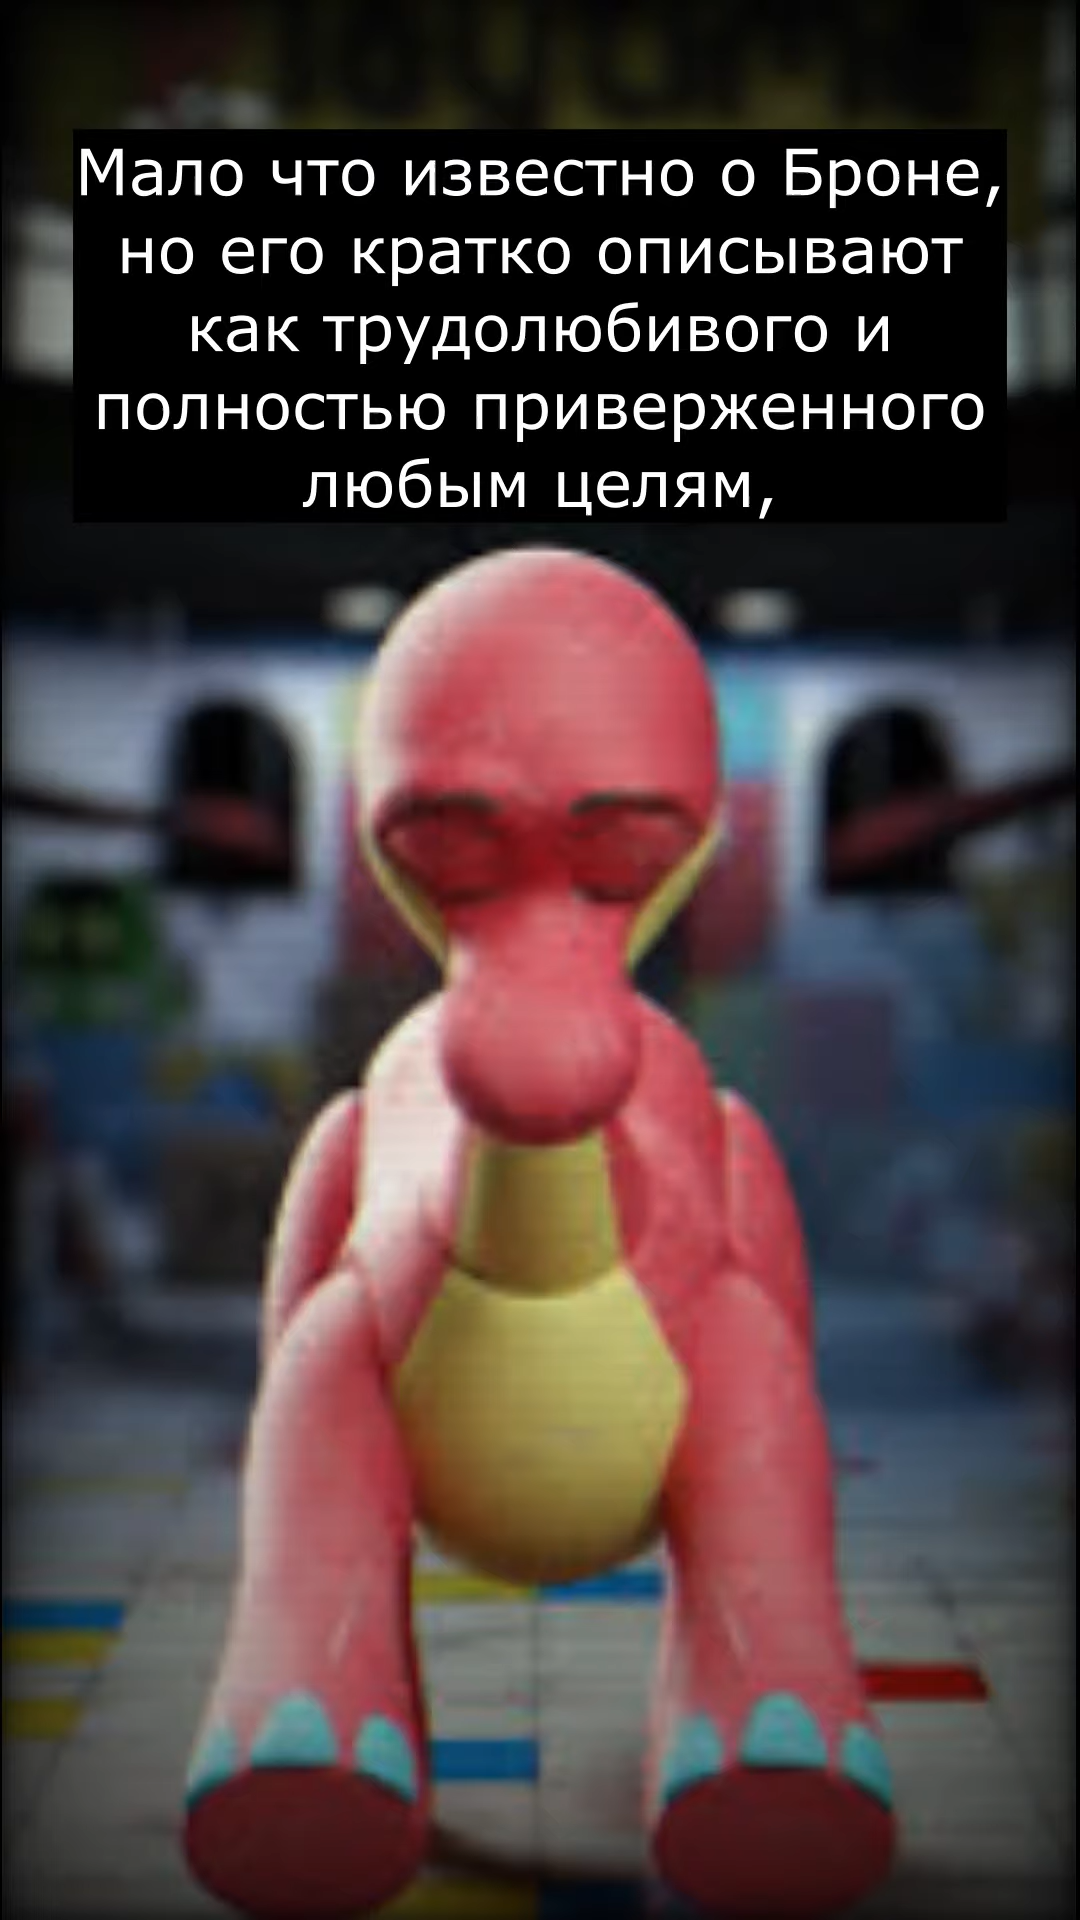 Мало что известно о Броне,
но его кратко описывают
как трудолюбивого и
полностью приверженного
любым целям,